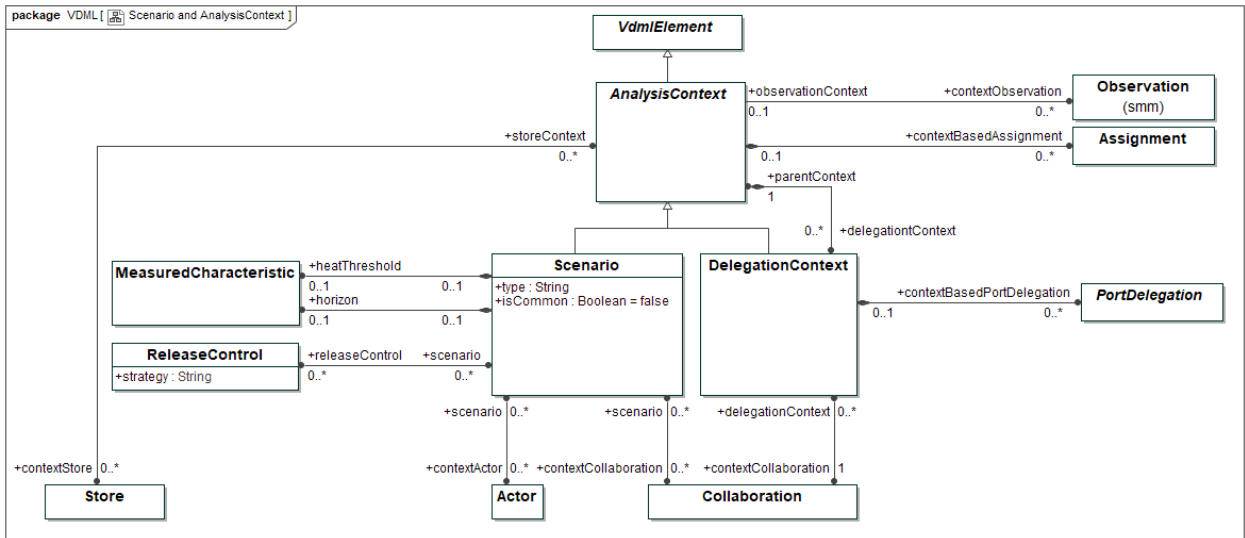 package VDML [ Scenario and AnalysisContext ]
VdmlElement
AnalysisContext
+observationContext
+contextObservation
0..1
0..*
Observation
(smm)
+storeContext
0..*
+contextBasedAssignment
0..1
0..*
Assignment
+parentContext
1
0..*
+delegationtContext
MeasuredCharacteristic
+heatThreshold
0..1
0..1
+horizon
0..1
0..1
Scenario
+type : String
+isCommon : Boolean = false
DelegationContext
+contextBasedPortDelegation
0..1
0..*
PortDelegation
ReleaseControl
+strategy : String
+releaseControl
+scenario
0..*
0..*
+scenario
0..*
+scenario
0..*
+delegationContext
0..*
+contextStore
0..*
+contextActor
0..*
+contextCollaboration
0..*
+contextCollaboration
1
Store
Actor
Collaboration